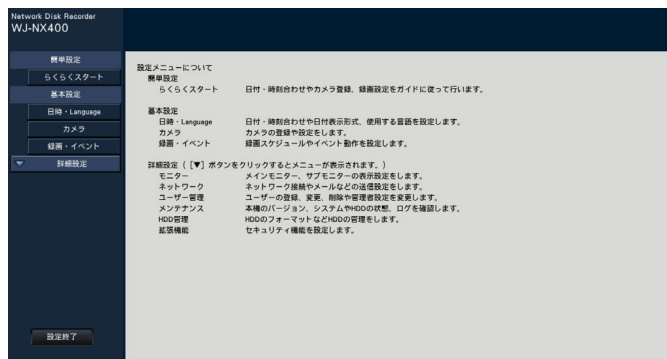 Network Disk Recorder
WJ-NX400
簡単設定
らくらくスタート
基本設定
日時・Language
カメラ
録画・イベント
▼ 詳細設定
設定終了
設定メニューについて
簡単設定
らくらくスタート 日付・時刻合わせやカメラ登録、録画設定をガイドに従って行います。
基本設定
日時・Language 日付・時刻合わせや日付表示形式、使用する言語を設定します。
カメラ カメラの登録や設定をします。
録画・イベント 録画スケジュールやイベント動作を設定します。
詳細設定（［▼］ボタンをクリックするとメニューが表示されます。）
モニター メインモニター、サブモニターの表示設定をします。
ネットワーク ネットワーク接続やメールなどの送信設定をします。
ユーザー管理 ユーザーの登録、変更、削除や管理者設定を変更します。
メンテナンス 本機のバージョン、システムやHDDの状態、ログを確認します。
HDD管理 HDDのフォーマットなどHDDの管理をします。
拡張機能 セキュリティ機能を設定します。